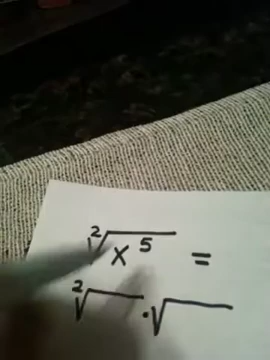 ²√x⁵ =
²√ ·√